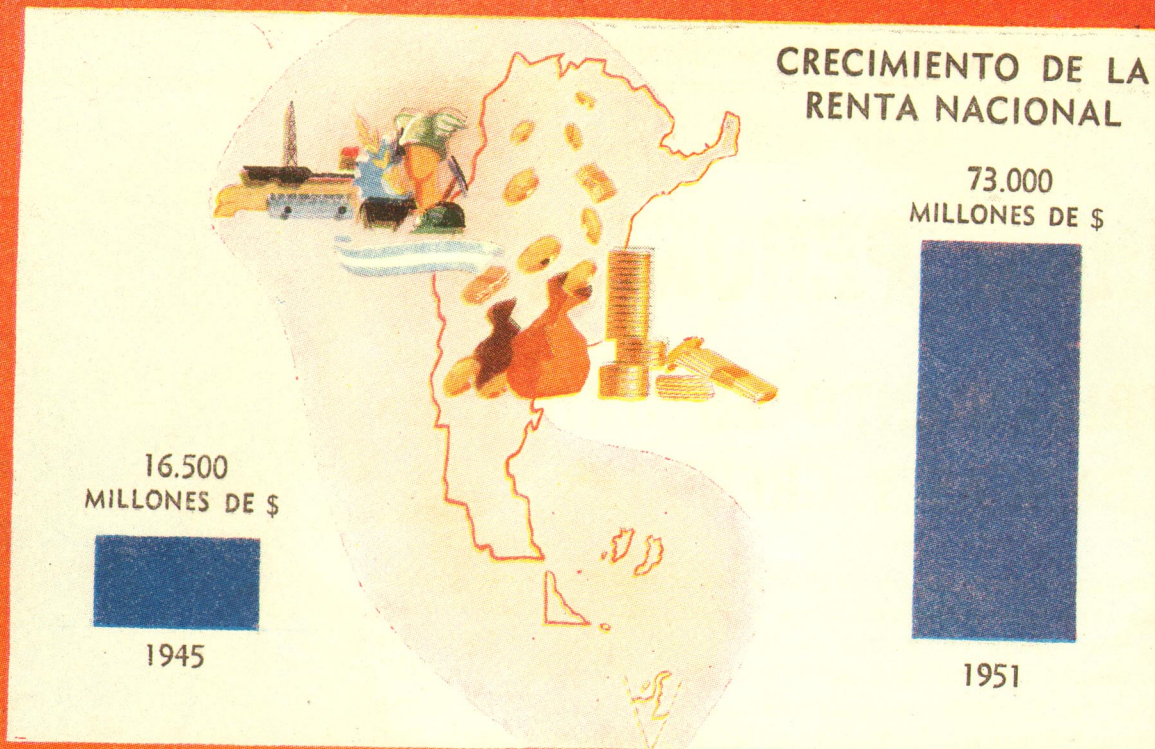 CRECIMIENTO DE LA
RENTA NACIONAL
73.000
MILLONES DE $
16.500
MILLONES DE $
1945
1951